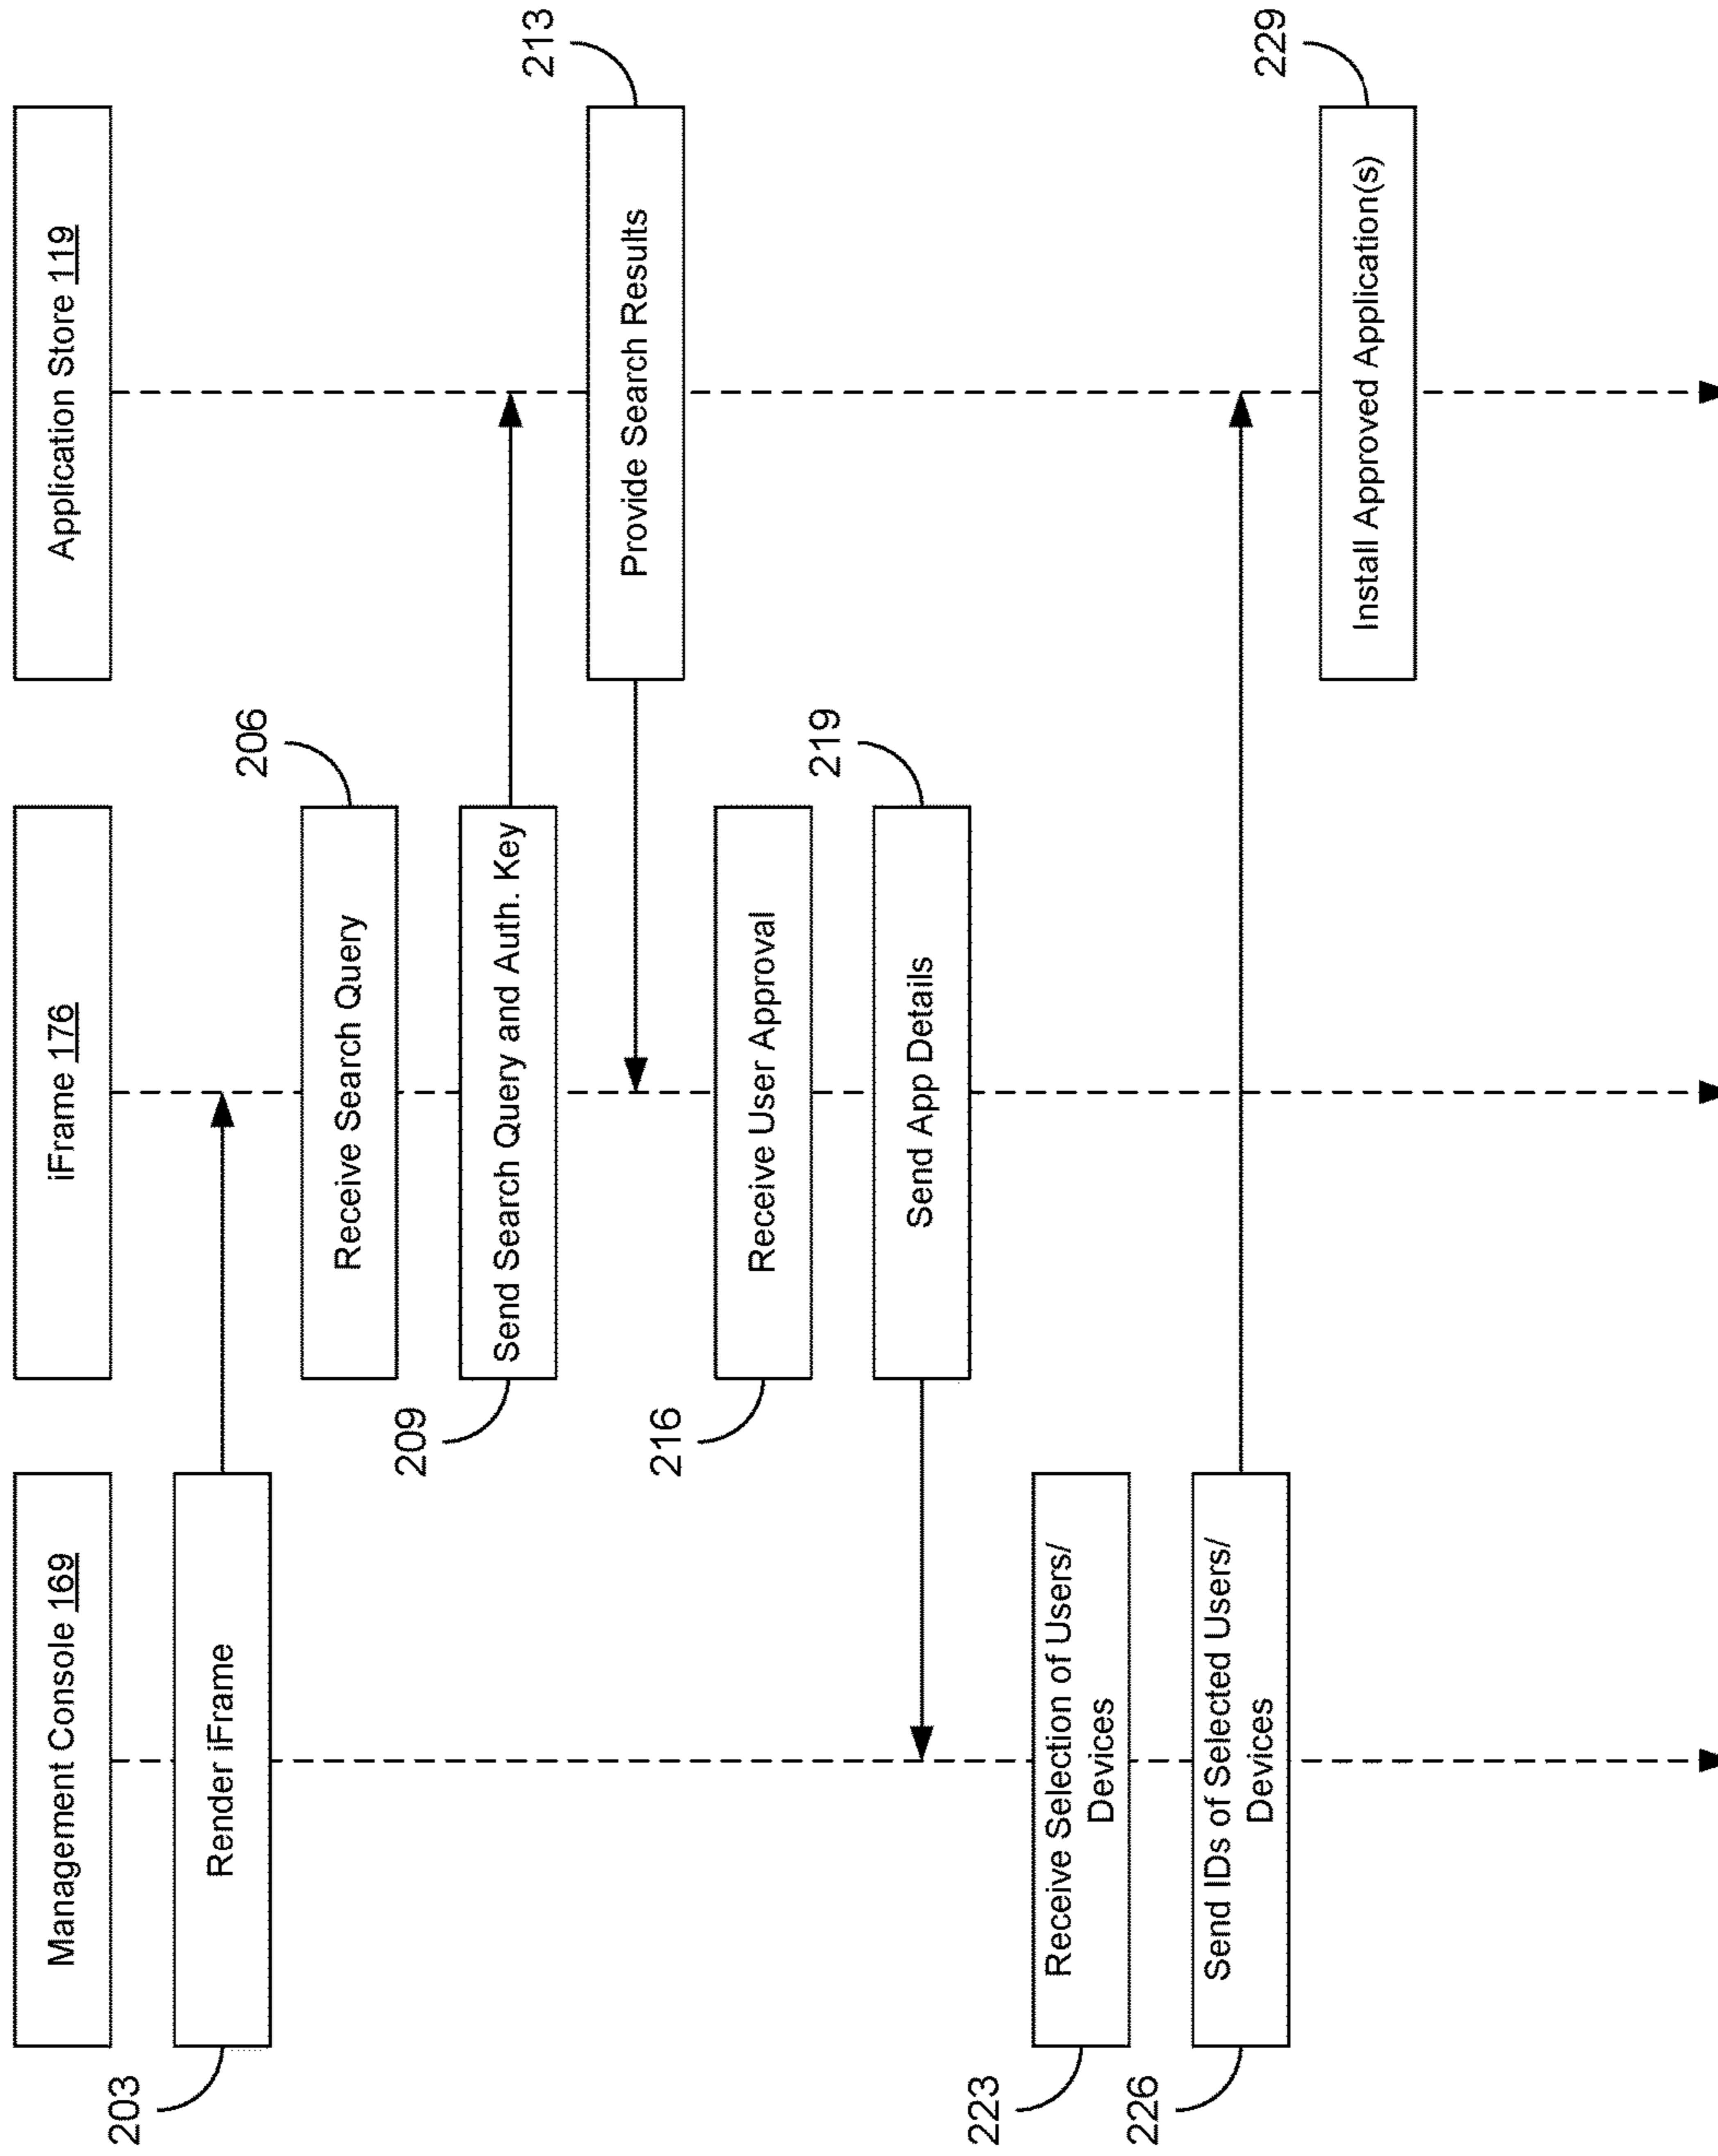 Management Console 169
iFrame 176
Application Store 119
203
Render iFrame
206
Receive Search Query
209
Send Search Query and Auth. Key
213
Provide Search Results
216
Receive User Approval
219
Send App Details
223
Receive Selection of Users/
Devices
226
Send IDs of Selected Users/
Devices
229
Install Approved Application(s)